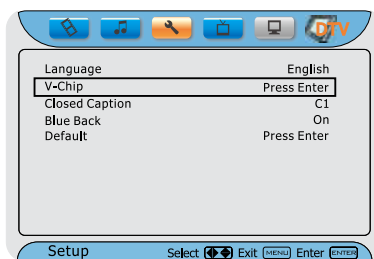 DTV
Language English
V-Chip Press Enter
Closed Caption C1
Blue Back On
Default Press Enter
Setup Select Exit MENU Enter ENTER